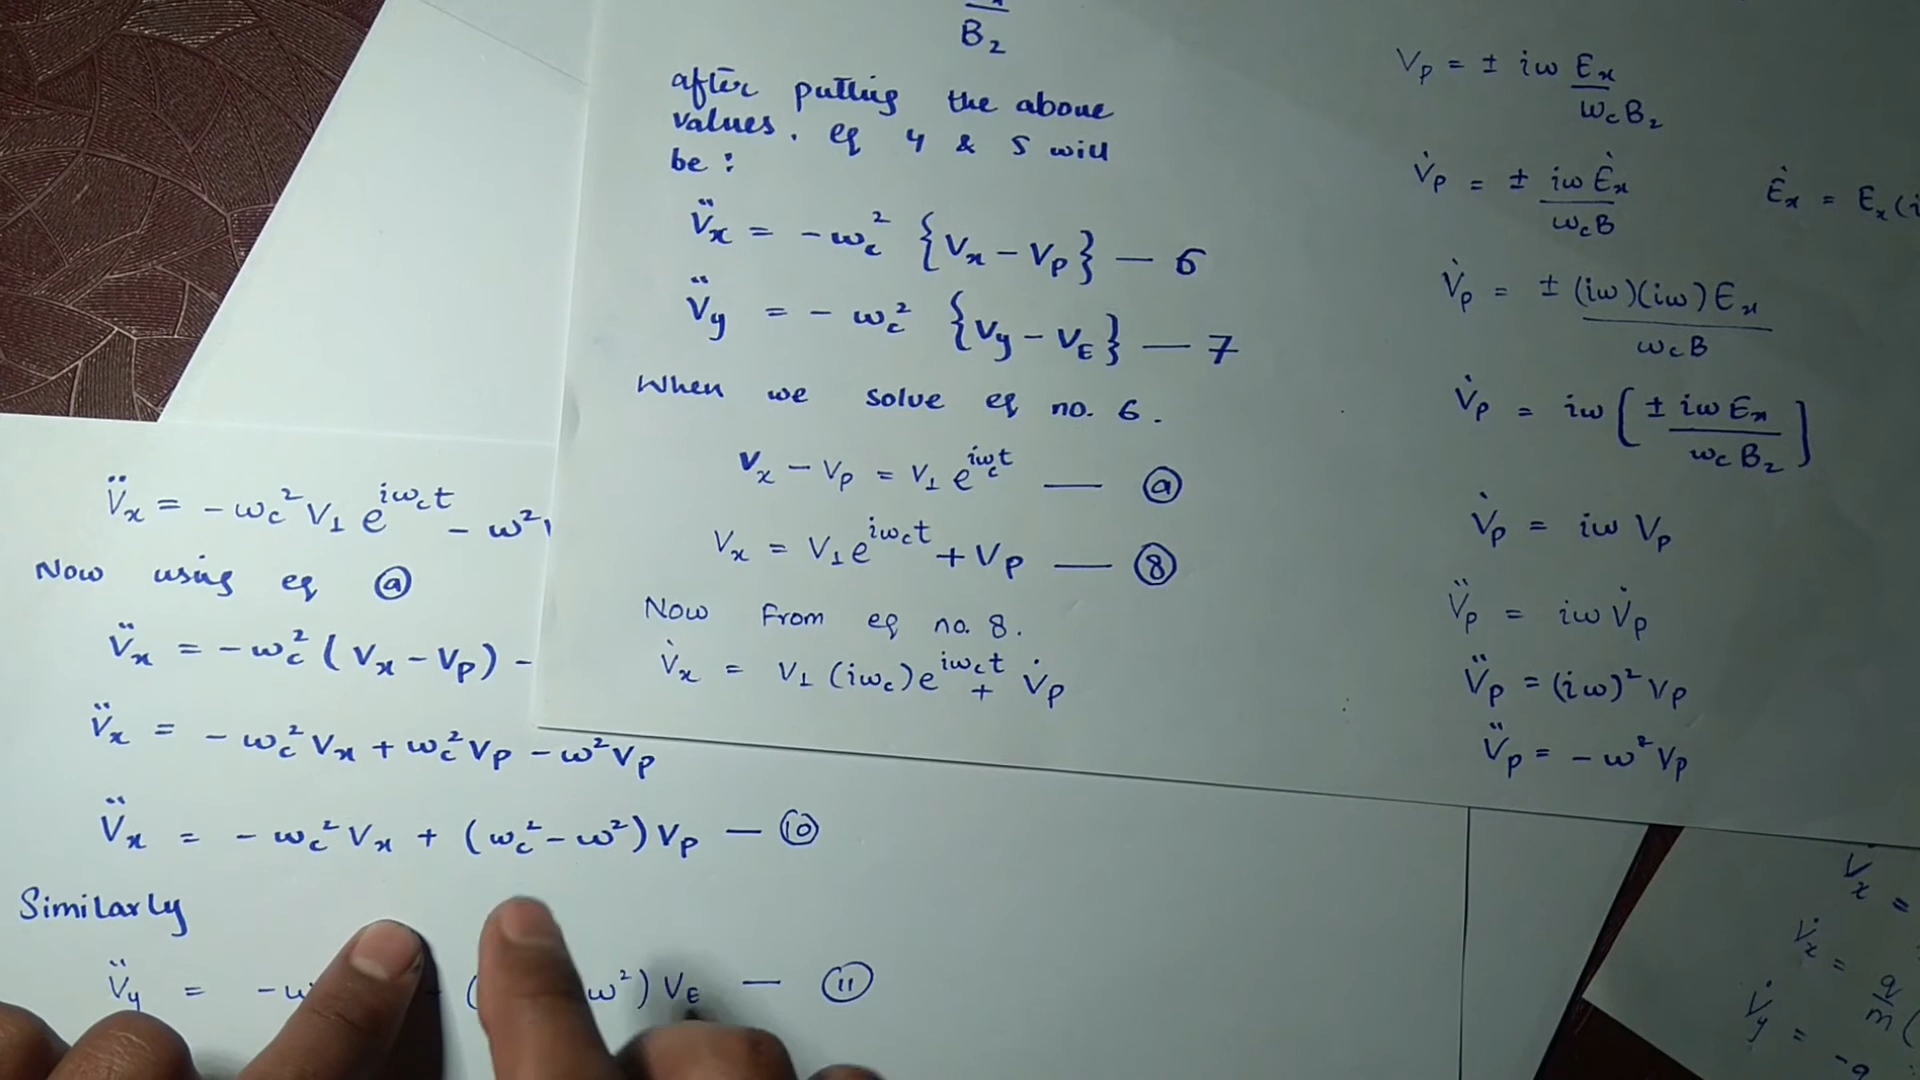 B₂
after putting the above
values. eq 4 & 5 will
be :
V̈x = -ωc² {Vx - Vp} — 6
V̈y = - ωc² {Vy - VE} — 7
When we solve eq no. 6.
Vx - Vp = V⊥ e^{iωct} — ⓐ
Vx = V⊥ e^{iωct} + Vp — ⑧
Now From eq no. 8.
V̇x = V⊥ (iωc) e^{iωct} + V̇p
V̈x = -ωc² V⊥ e^{iωct} - ω²
Now using eq ⓐ
V̈x = -ωc² (Vx - Vp) -
V̈x = - ωc² Vx + ωc² Vp - ω² Vp
V̈x = - ωc² Vx + (ωc² - ω²) Vp — ⑩
Similarly
V̈y = - ω²) VE — ⑪
Vp = ± iω Ex / ωcB₂
V̇p = ± iω Ėx / ωcB
Ėx = Ex (i
V̇p = ± (iω)(iω) Ex / ωcB
V̇p = iω [± iω Ex / ωcB₂]
V̇p = iω Vp
V̈p = iω V̇p
V̈p = (iω)² Vp
V̈p = - ω² Vp
V̇x =
V̇x = q/m (
V̇y = -q